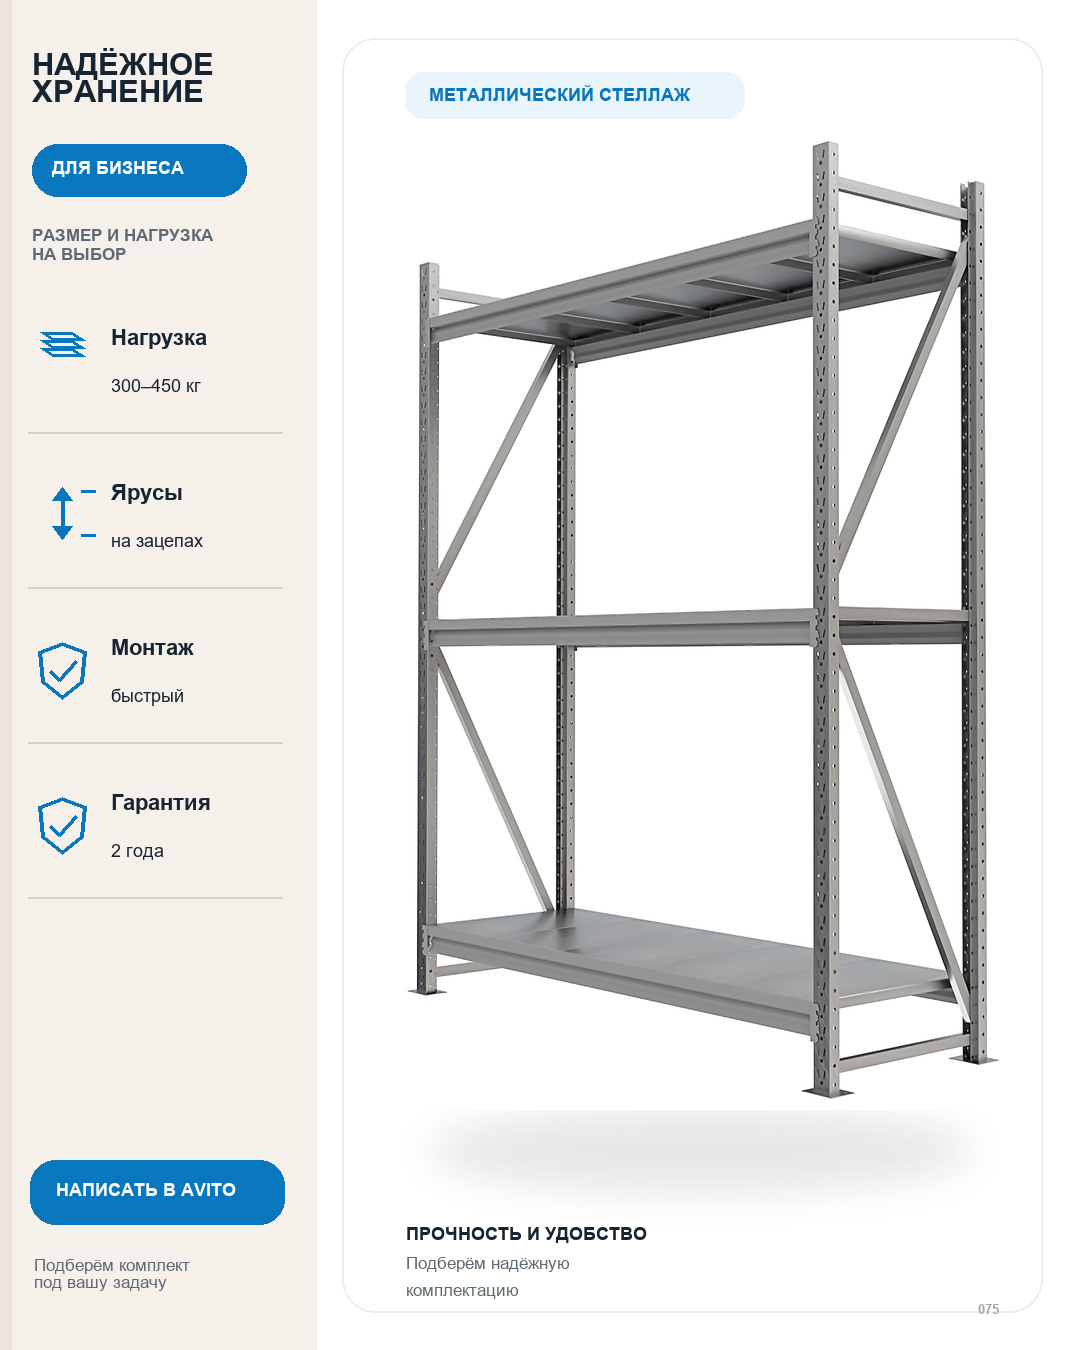 НАДЁЖНОЕ
ХРАНЕНИЕ
ДЛЯ БИЗНЕСА
РАЗМЕР И НАГРУЗКА
НА ВЫБОР
Нагрузка
300–450 кг
Ярусы
на зацепах
Монтаж
быстрый
Гарантия
2 года
НАПИСАТЬ В AVITO
Подберём комплект
под вашу задачу
МЕТАЛЛИЧЕСКИЙ СТЕЛЛАЖ
ПРОЧНОСТЬ И УДОБСТВО
Подберём надёжную
комплектацию
075